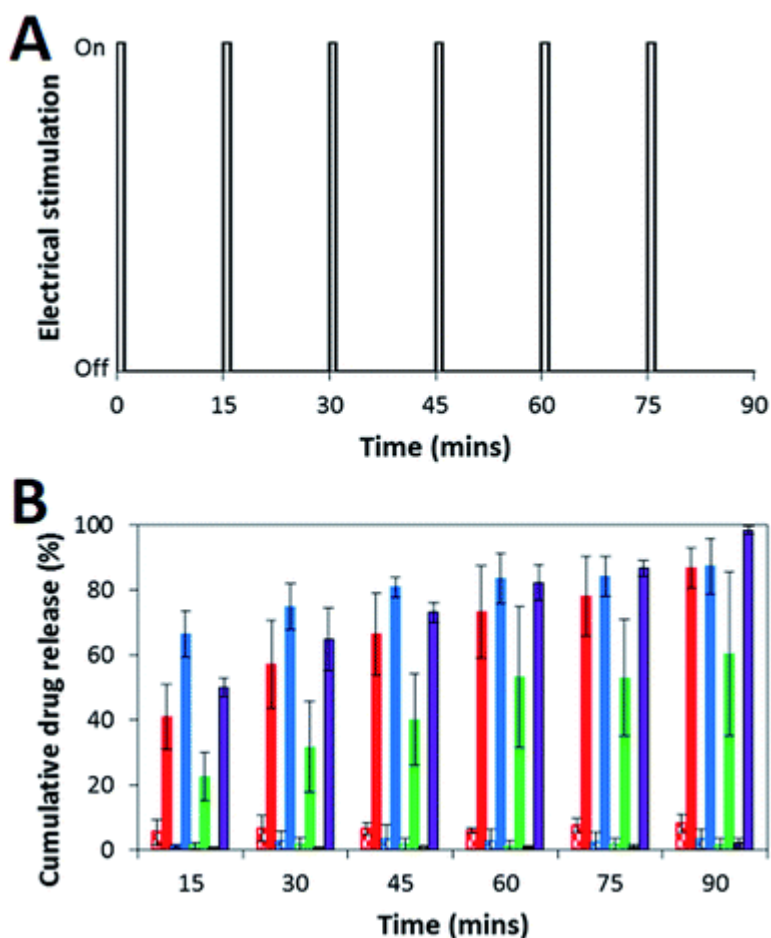 A
Electrical stimulation
On
Off
0 15 30 45 60 75 90
Time (mins)
B
Cumulative drug release (%)
100
80
60
40
20
0
15 30 45 60 75 90
Time (mins)